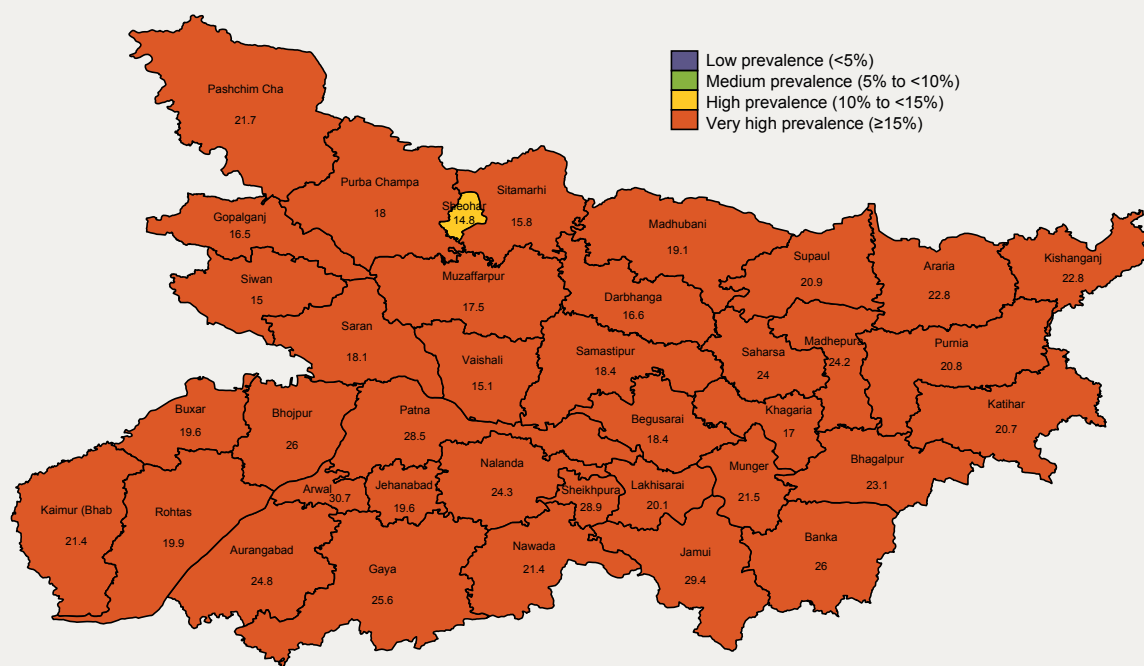 Low prevalence (<5%)
Medium prevalence (5% to <10%)
High prevalence (10% to <15%)
Very high prevalence (≥15%)
Pashchim Cha
21.7
Purba Champa
18
Sheohar
14.8
Sitamarhi
15.8
Gopalganj
16.5
Madhubani
19.1
Supaul
20.9
Araria
22.8
Kishanganj
22.8
Siwan
15
Muzaffarpur
17.5
Darbhanga
16.6
Saran
18.1
Vaishali
15.1
Samastipur
18.4
Saharsa
24
Madhepura
24.2
Purnia
20.8
Buxar
19.6
Bhojpur
26
Patna
28.5
Begusarai
18.4
Khagaria
17
Katihar
20.7
Nalanda
24.3
Munger
21.5
Bhagalpur
23.1
Arwal
30.7
Jehanabad
19.6
Sheikhpura
28.9
Lakhisarai
20.1
Kaimur (Bhab
21.4
Rohtas
19.9
Aurangabad
24.8
Gaya
25.6
Nawada
21.4
Jamui
29.4
Banka
26